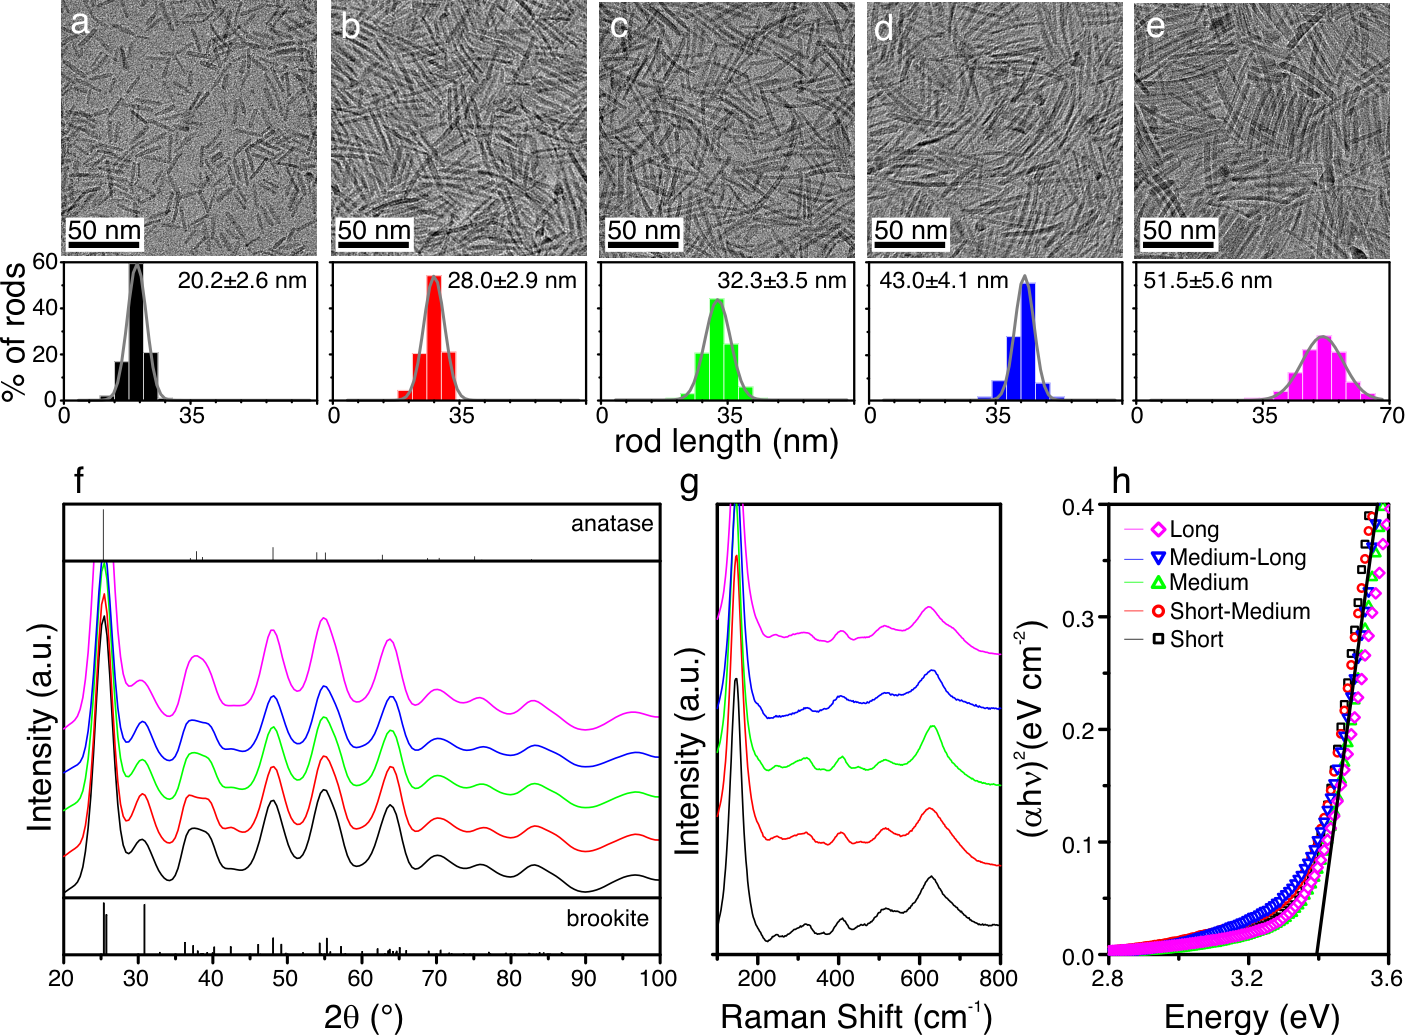 a b c d e
50 nm 50 nm 50 nm 50 nm 50 nm
% of rods
60
40
20
0
20.2±2.6 nm 28.0±2.9 nm 32.3±3.5 nm 43.0±4.1 nm 51.5±5.6 nm
0 35 0 35 0 35 0 35 0 35 70
rod length (nm)
f
anatase
Intensity (a.u.)
brookite
20 30 40 50 60 70 80 90 100
2θ (°)
g
Intensity (a.u.)
200 400 600 800
Raman Shift (cm⁻¹)
h
(αhν)²(eV cm⁻²)
0.4
0.3
0.2
0.1
0.0
Long
Medium-Long
Medium
Short-Medium
Short
2.8 3.2 3.6
Energy (eV)